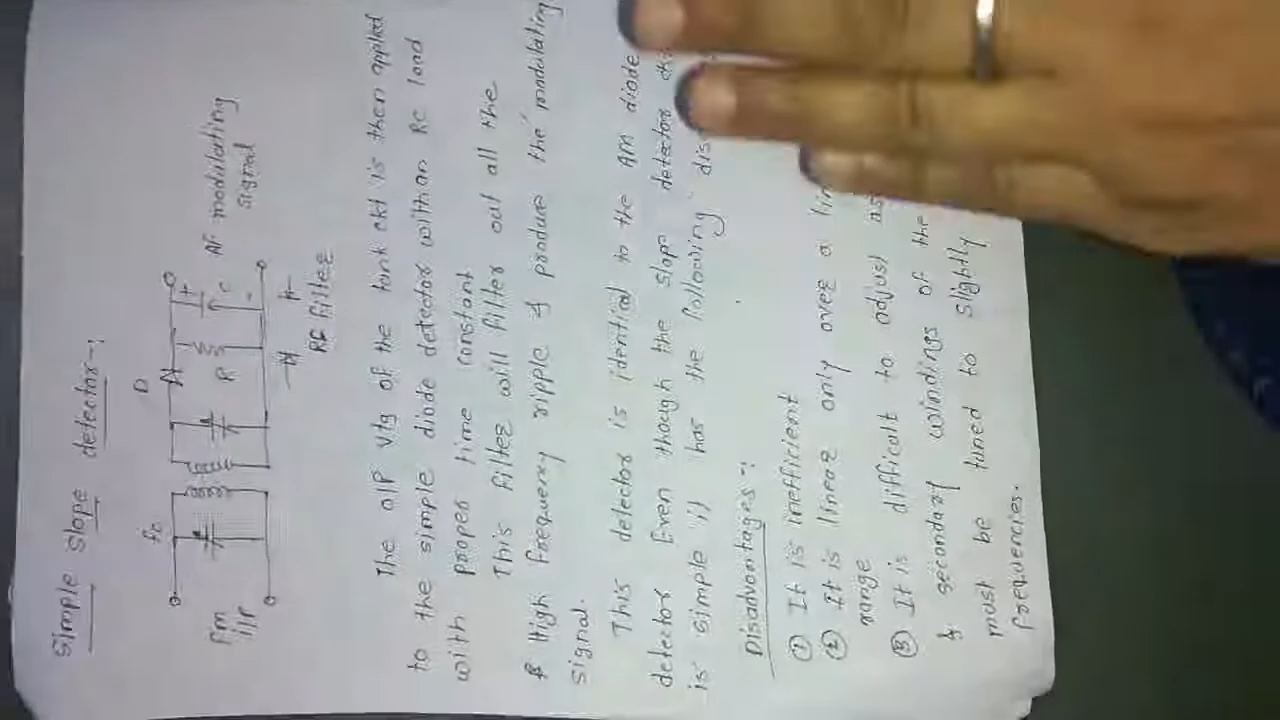 Simple slope detector-:
fc
D
FM
i/p
R
C
+
-
AF modulating
signal
RC filter
The o/p vtg of the tank ckt is then applied
to the simple diode detector with an RC load
with proper time constant
This filter will filter out all the
High frequency ripple & produce the modulating
signal.
This detector is identical to the AM diode
detector Even though the slope detector
is simple it has the following dis
Disadvantages-:
① It is inefficient
② It is linear only over a
range
③ It is difficult to adjust as
& secondary windings of the
must be tuned to slightly
frequencies.